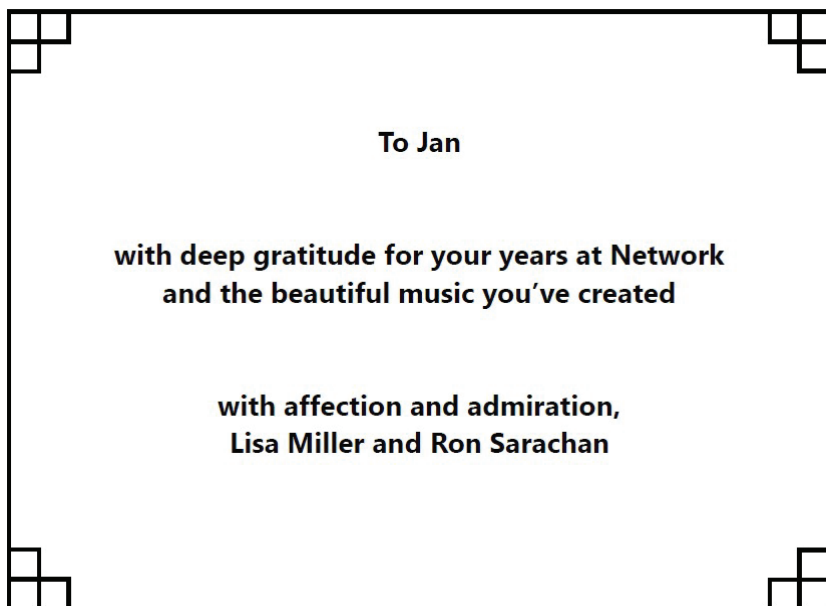 To Jan
with deep gratitude for your years at Network
and the beautiful music you’ve created
with affection and admiration,
Lisa Miller and Ron Sarachan